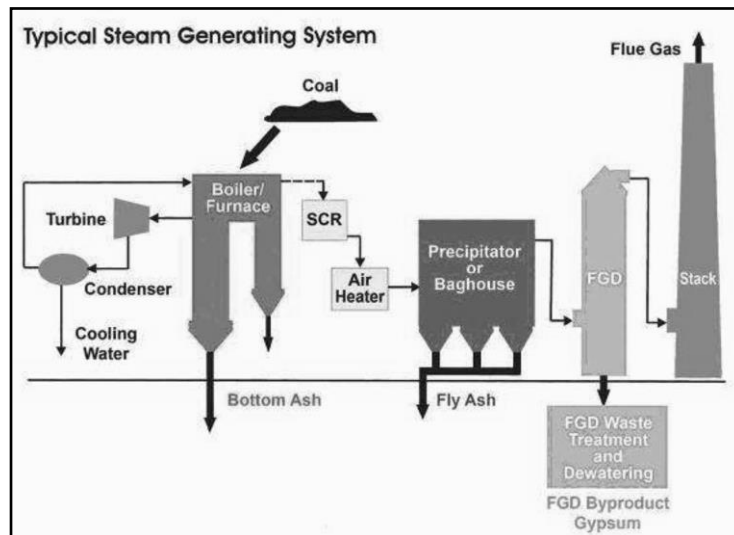 Typical Steam Generating System
Flue Gas
Coal
Boiler/
Furnace
Turbine
SCR
Condenser
Air
Heater
Precipitator
or
Baghouse
FGD
Stack
Cooling
Water
Bottom Ash
Fly Ash
FGD Waste
Treatment
and
Dewatering
FGD Byproduct
Gypsum